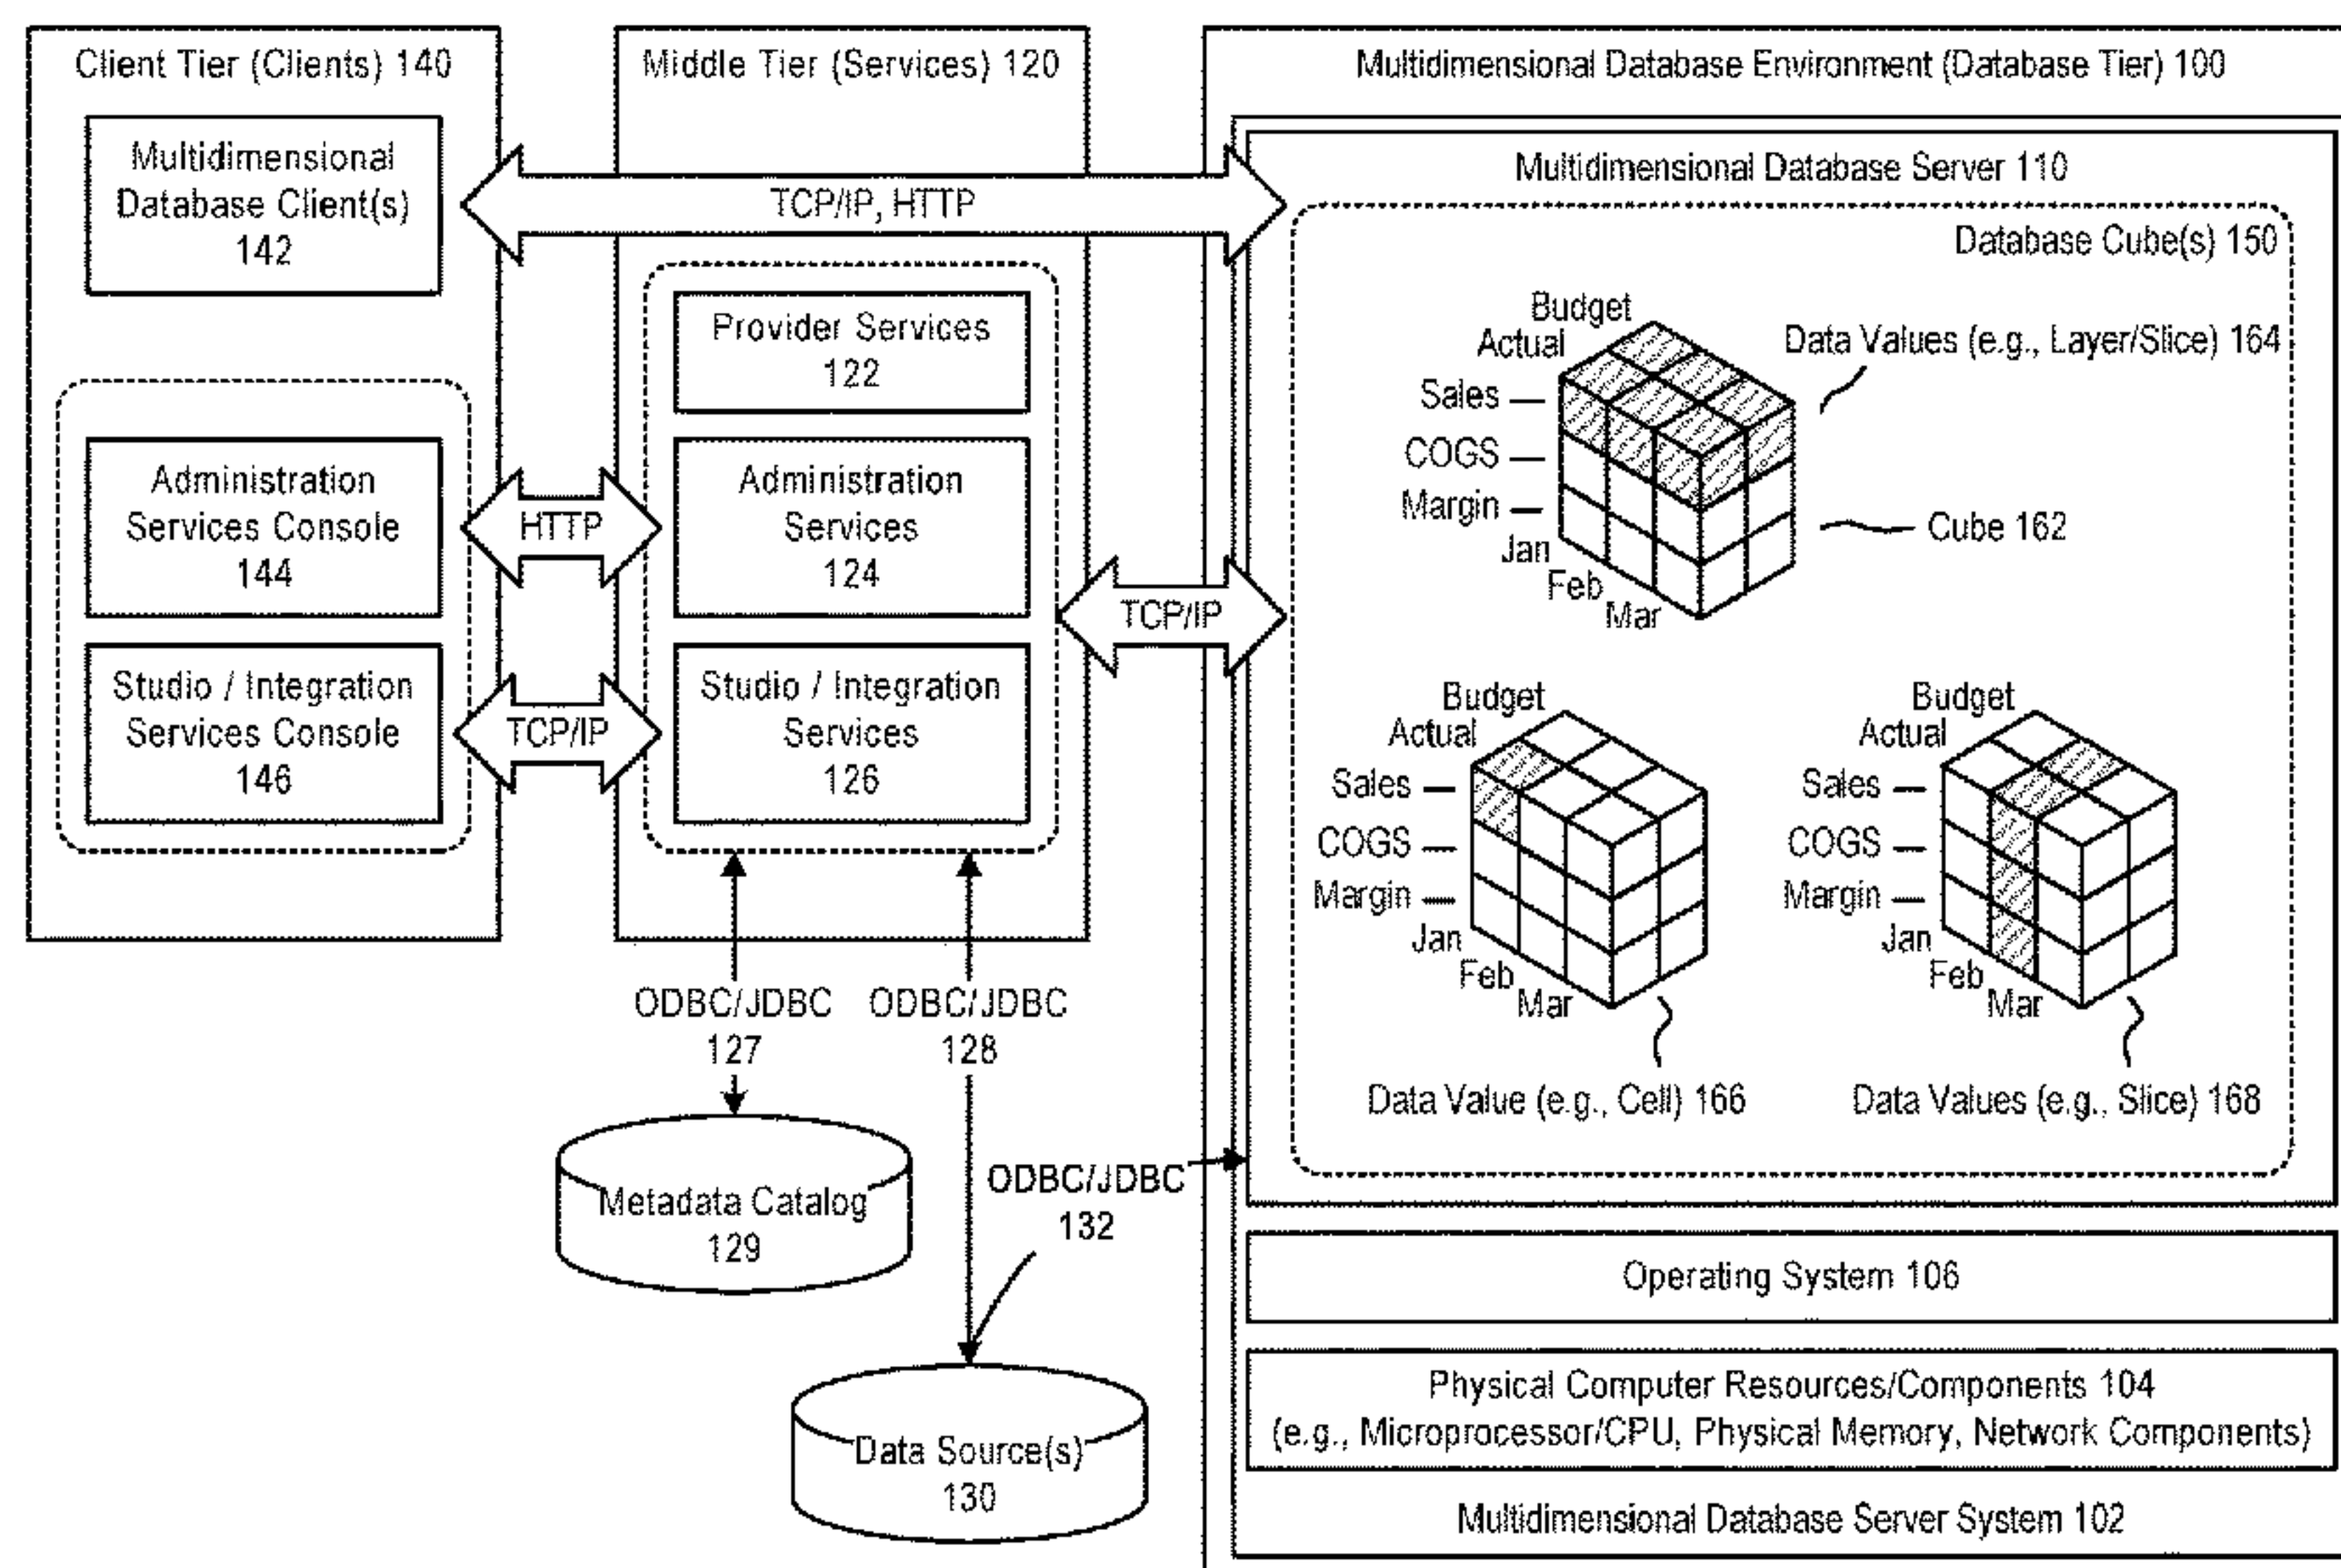 Client Tier (Clients) 140
Multidimensional
Database Client(s)
142
Administration
Services Console
144
Studio / Integration
Services Console
146
TCP/IP, HTTP
HTTP
TCP/IP
Middle Tier (Services) 120
Provider Services
122
Administration
Services
124
Studio / Integration
Services
126
TCP/IP
ODBC/JDBC
127
ODBC/JDBC
128
Metadata Catalog
129
ODBC/JDBC
132
Data Source(s)
130
Multidimensional Database Environment (Database Tier) 100
Multidimensional Database Server 110
Database Cube(s) 150
Budget
Actual
Sales
COGS
Margin
Jan
Feb
Mar
Data Values (e.g., Layer/Slice) 164
Cube 162
Budget
Actual
Sales
COGS
Margin
Jan
Feb
Mar
Data Value (e.g., Cell) 166
Budget
Actual
Sales
COGS
Margin
Jan
Feb
Mar
Data Values (e.g., Slice) 168
Operating System 106
Physical Computer Resources/Components 104
(e.g., Microprocessor/CPU, Physical Memory, Network Components)
Multidimensional Database Server System 102